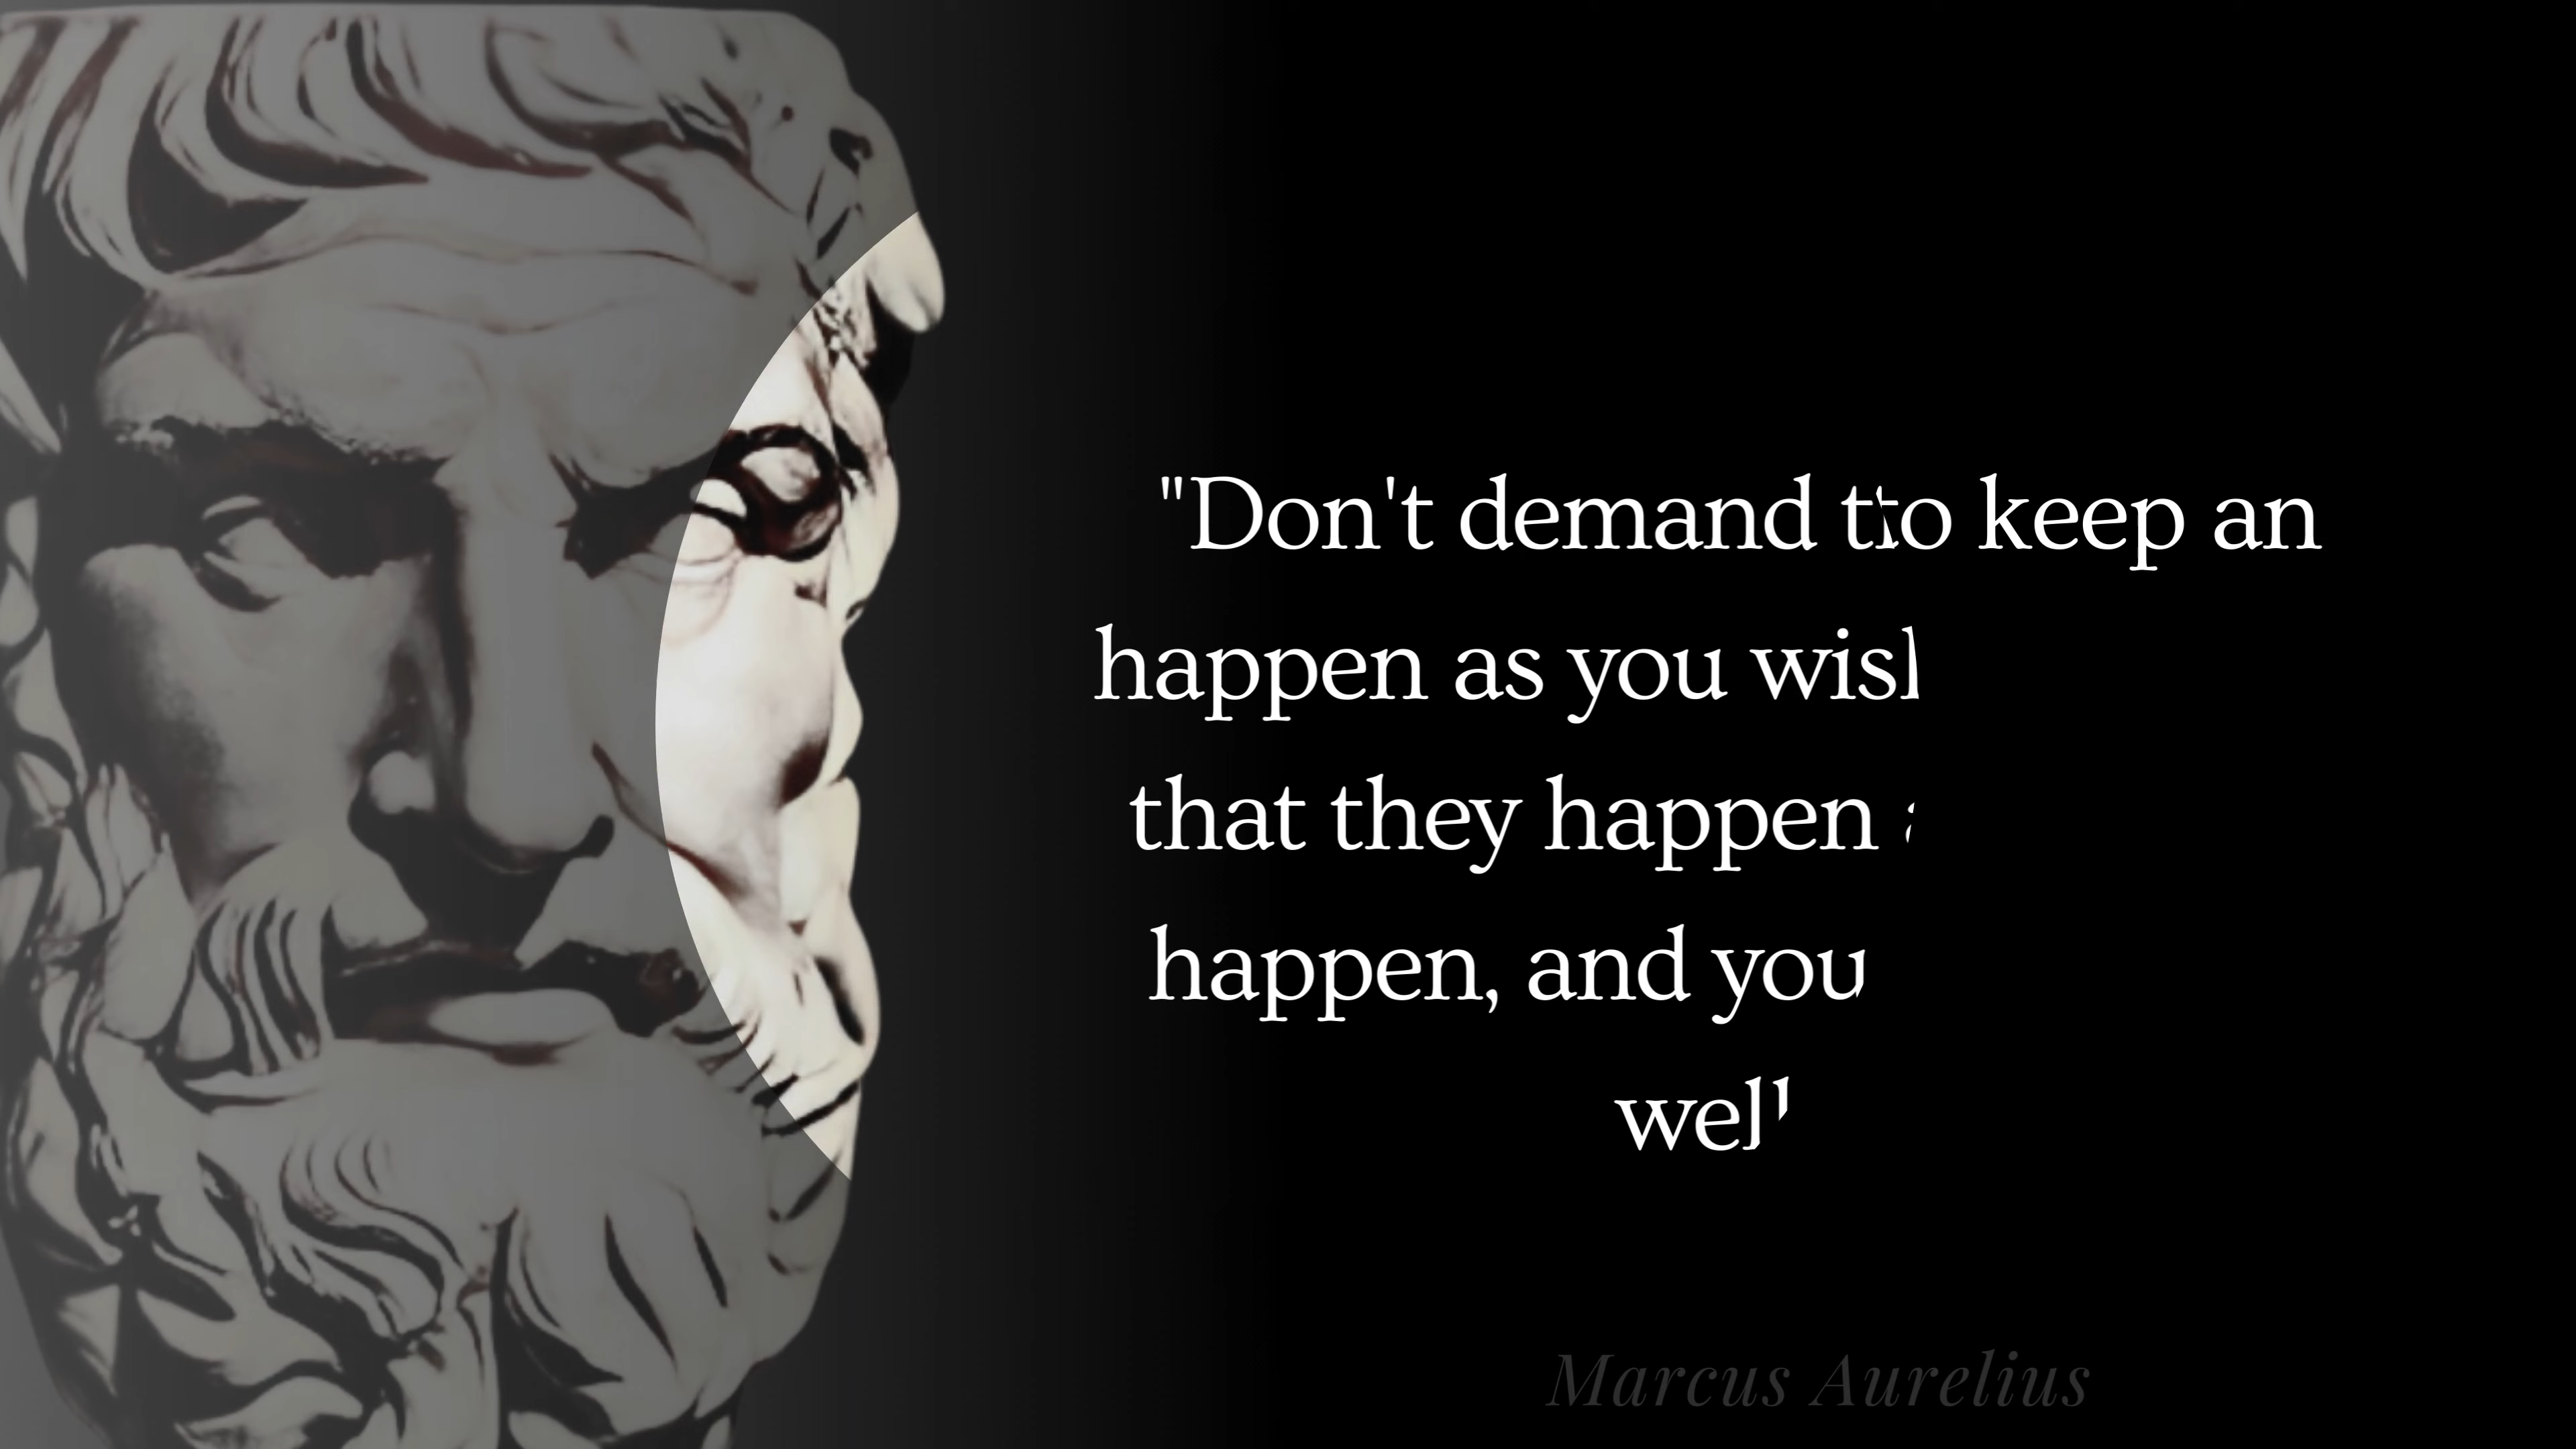 "Don't demand to keep an
happen as you
that they happen
happen, and you
Marcus Aurelius